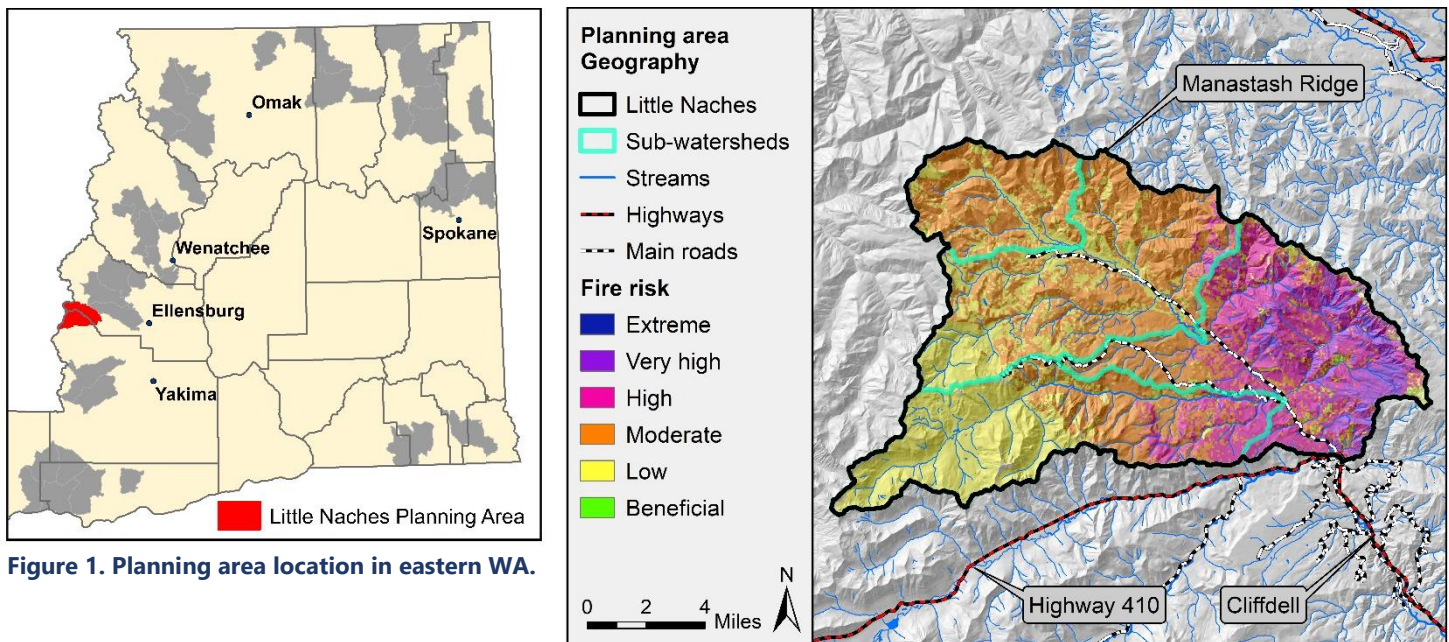 Omak
Spokane
Wenatchee
Ellensburg
Yakima
Little Naches Planning Area
Figure 1. Planning area location in eastern WA.
Planning area
Geography
Little Naches
Sub-watersheds
Streams
Highways
Main roads
Fire risk
Extreme
Very high
High
Moderate
Low
Beneficial
N
0 2 4
Miles
Manastash Ridge
Highway 410
Cliffdell